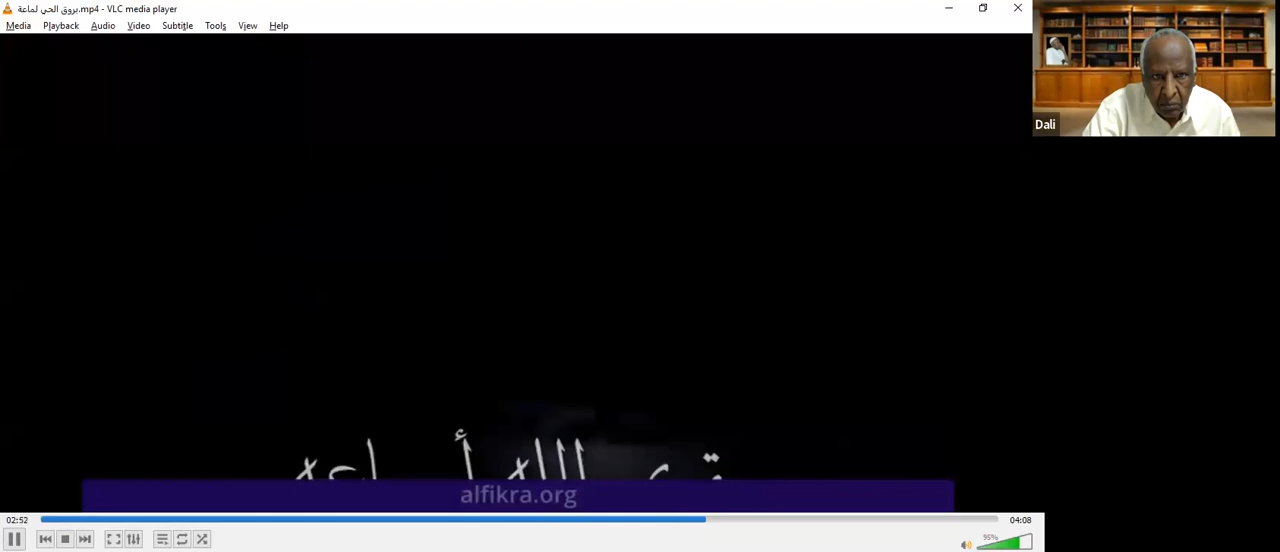 بروق الحي لماعة.mp4 - VLC media player
Media Playback Audio Video Subtitle Tools View Help
Dali
الله
alfikra.org
02:52
04:08
95%